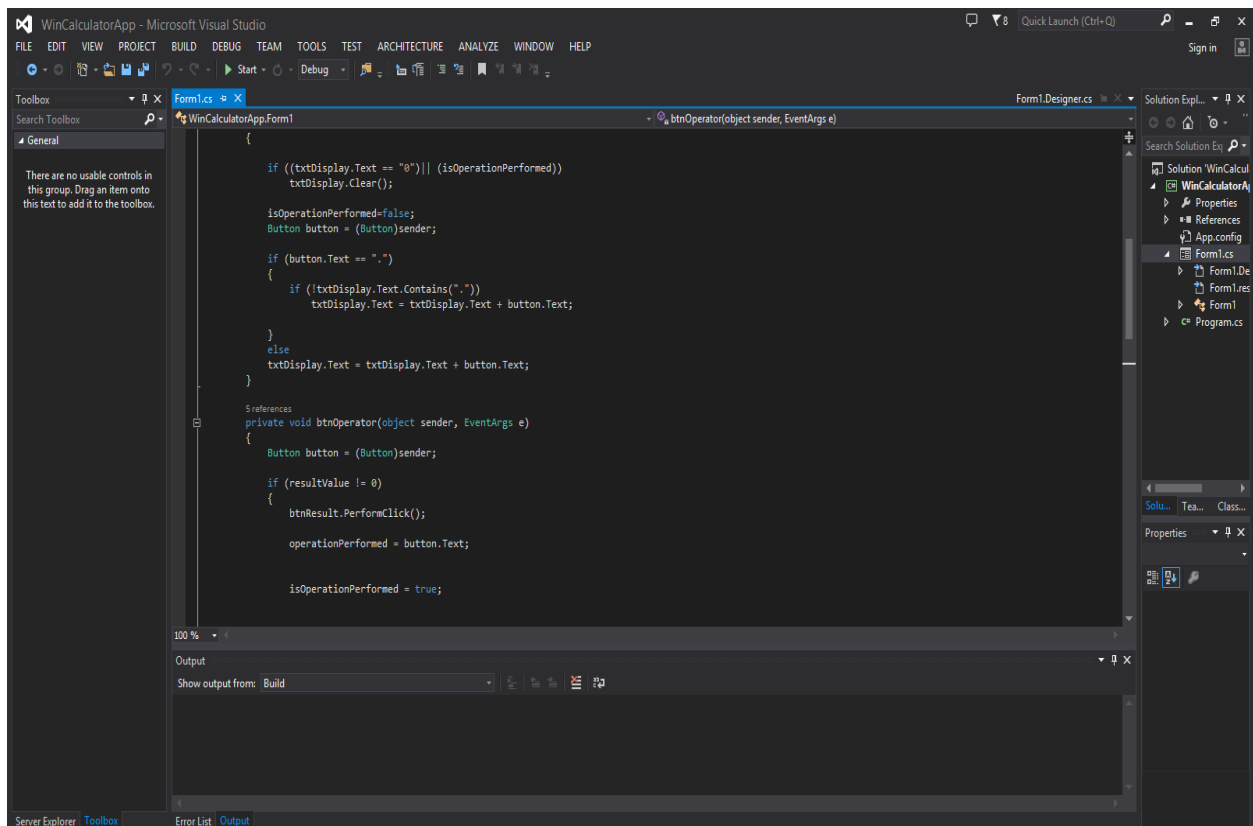 WinCalculatorApp - Microsoft Visual Studio
8 Quick Launch (Ctrl+Q)
FILE EDIT VIEW PROJECT BUILD DEBUG TEAM TOOLS TEST ARCHITECTURE ANALYZE WINDOW HELP
Sign in
Start Debug
Toolbox
Search Toolbox
General
There are no usable controls in
this group. Drag an item onto
this text to add it to the toolbox.
Server Explorer Toolbox
Form1.cs
Form1.Designer.cs
WinCalculatorApp.Form1
btnOperator(object sender, EventArgs e)
{
if ((txtDisplay.Text == "0")|| (isOperationPerformed))
txtDisplay.Clear();
isOperationPerformed=false;
Button button = (Button)sender;
if (button.Text == ".")
{
if (!txtDisplay.Text.Contains("."))
txtDisplay.Text = txtDisplay.Text + button.Text;
}
else
txtDisplay.Text = txtDisplay.Text + button.Text;
}
5 references
private void btnOperator(object sender, EventArgs e)
{
Button button = (Button)sender;
if (resultValue != 0)
{
btnResult.PerformClick();
operationPerformed = button.Text;
isOperationPerformed = true;
100 %
Output
Show output from: Build
Error List Output
Solution Expl...
Search Solution Ex
Solution 'WinCalcul
C# WinCalculatorA
Properties
References
App.config
Form1.cs
Form1.De
Form1.res
Form1
C# Program.cs
Solu... Tea... Class...
Properties